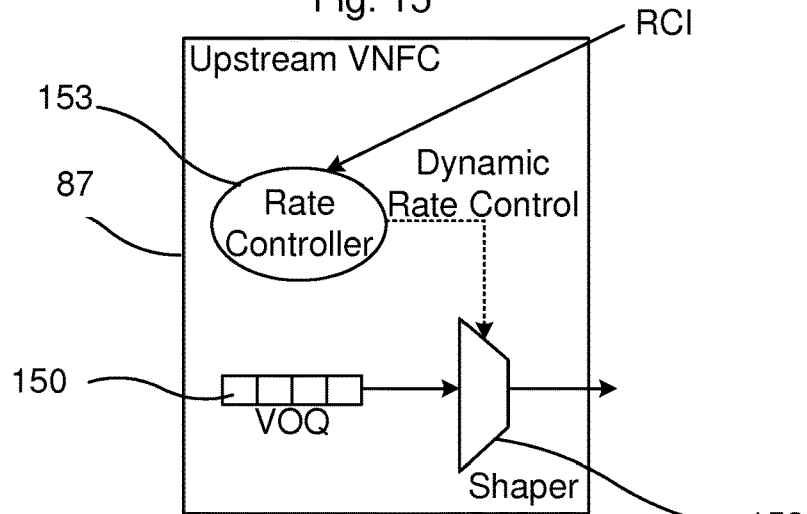 RCI
Upstream VNFC
153
Dynamic
Rate Control
87
Rate
Controller
150
VOQ
Shaper